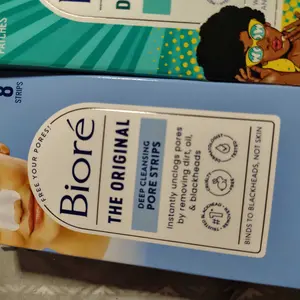 PATCHES
8
STRIPS
FREE YOUR PORES!
Bioré
THE ORIGINAL
DEEP CLEANSING
PORE STRIPS
Instantly unclogs pores
by removing dirt, oil,
& blackheads
BINDS TO BLACKHEADS, NOT SKIN